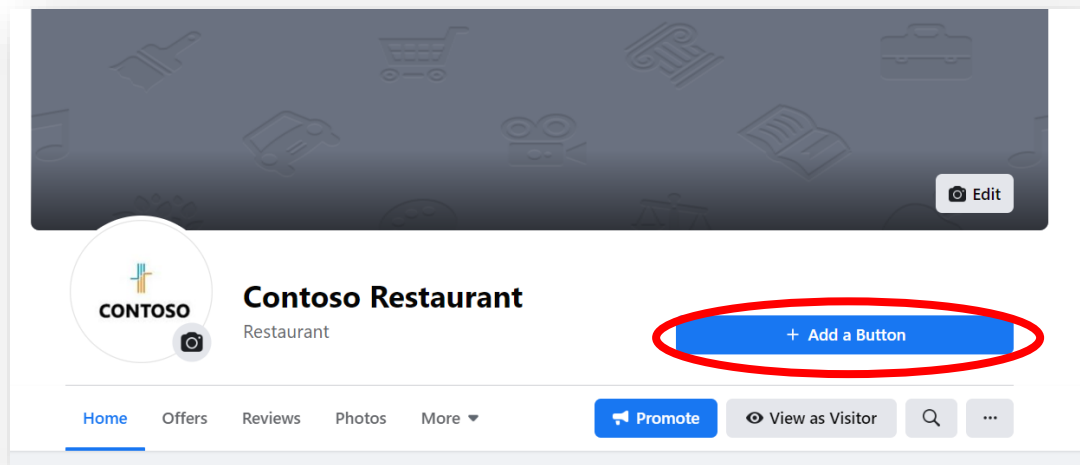 Edit
CONTOSO
Contoso Restaurant
Restaurant
+ Add a Button
Home Offers Reviews Photos More Promote View as Visitor ...